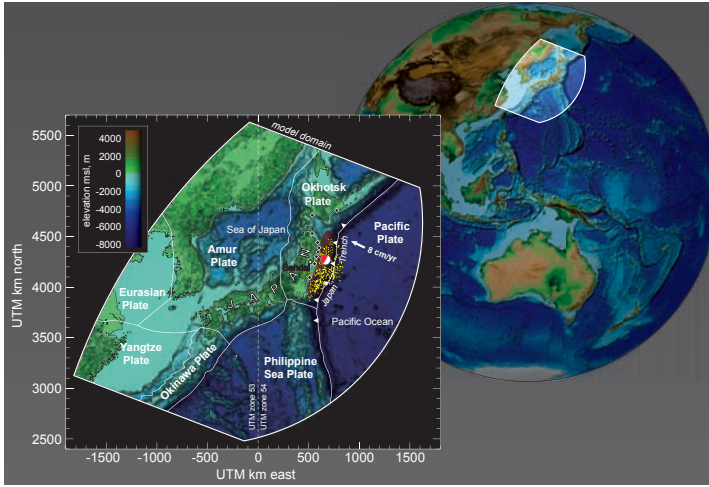 model domain
5500
5000
4500
4000
3500
3000
2500
UTM km north
elevation msl, m
4000
2000
0
-2000
-4000
-6000
-8000
Okhotsk
Plate
Sea of Japan
Pacific
Plate
Amur
Plate
8 cm/yr
Japan Trench
JAPAN
Eurasian
Plate
Pacific Ocean
Yangtze
Plate
Okinawa Plate
Philippine
Sea Plate
UTM zone 53
UTM zone 54
-1500
-1000
-500
0
500
1000
1500
UTM km east